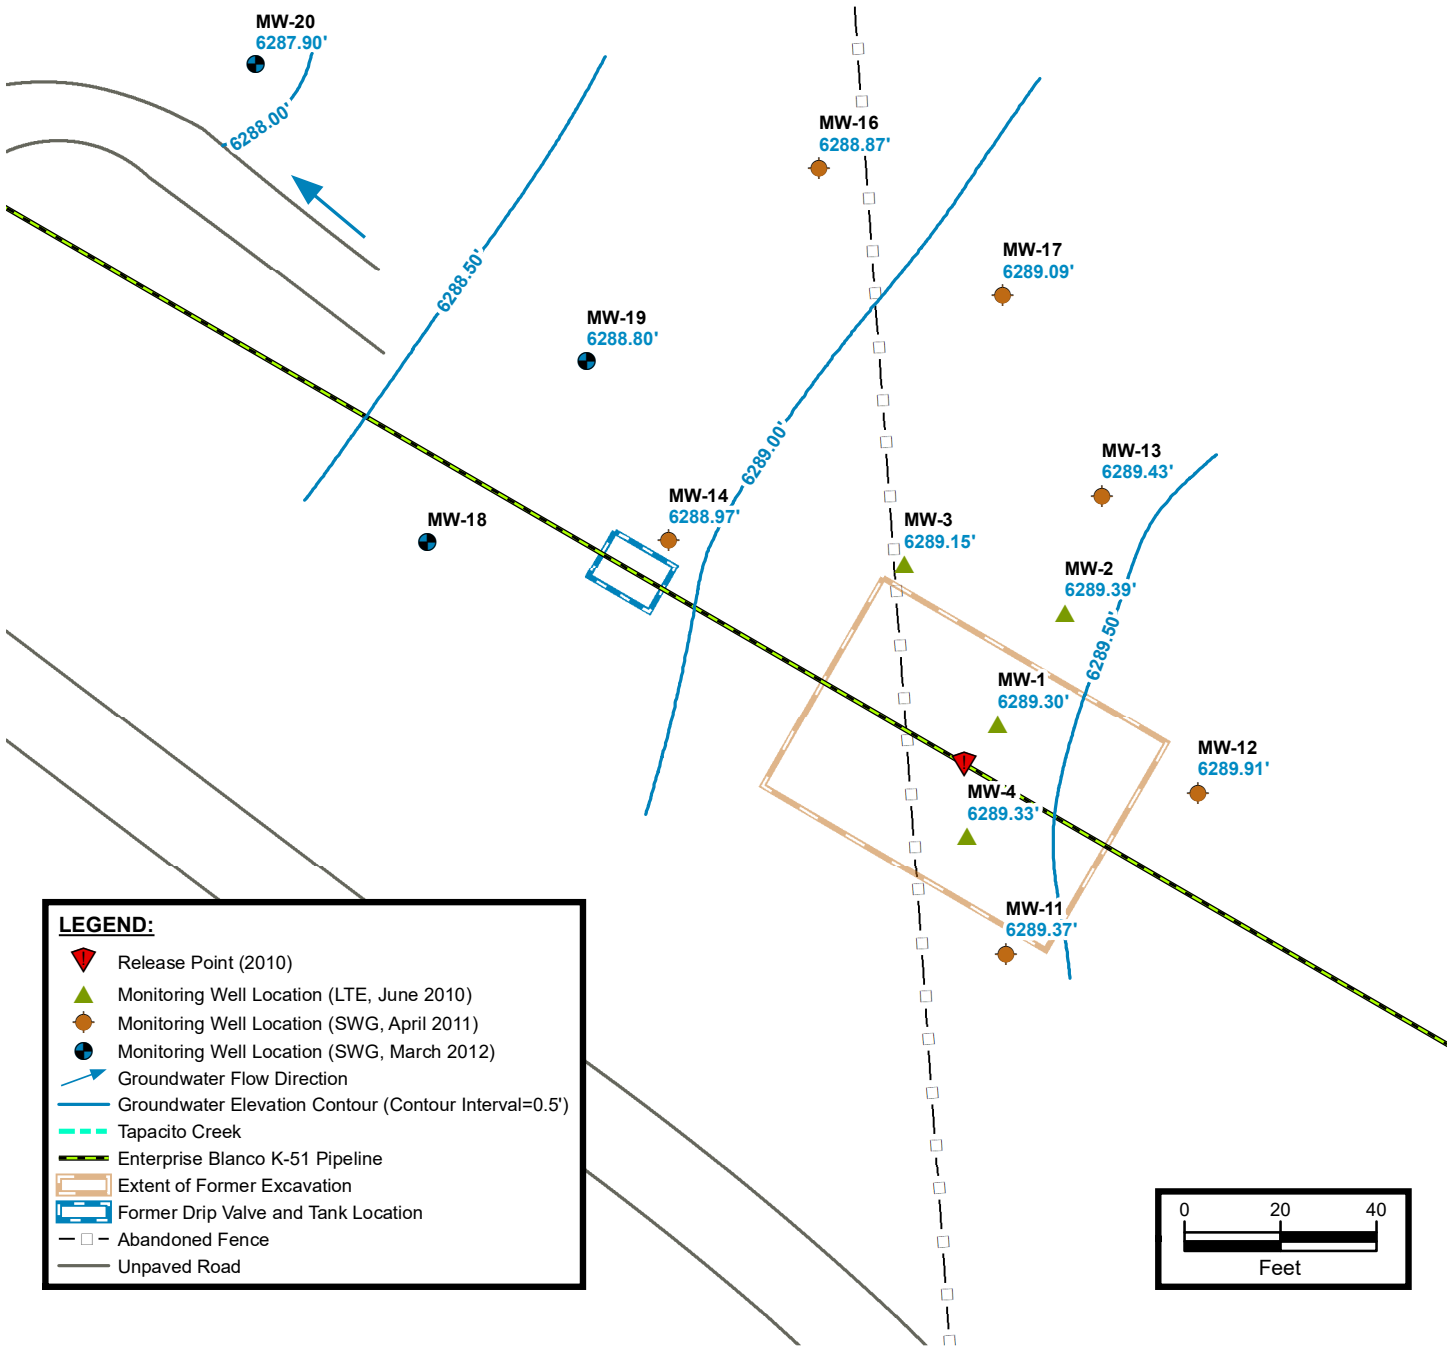 MW-20
6287.90'
6288.00'
MW-16
6288.87'
MW-17
6289.09'
6288.50'
MW-19
6288.80'
6289.00'
MW-13
6289.43'
MW-14
6288.97'
MW-18
MW-3
6289.15'
MW-2
6289.39'
6289.50'
MW-1
6289.30'
MW-12
6289.91'
MW-4
6289.33'
MW-11
6289.37'
LEGEND:
Release Point (2010)
Monitoring Well Location (LTE, June 2010)
Monitoring Well Location (SWG, April 2011)
Monitoring Well Location (SWG, March 2012)
Groundwater Flow Direction
Groundwater Elevation Contour (Contour Interval=0.5')
Tapacito Creek
Enterprise Blanco K-51 Pipeline
Extent of Former Excavation
Former Drip Valve and Tank Location
Abandoned Fence
Unpaved Road
0 20 40
Feet